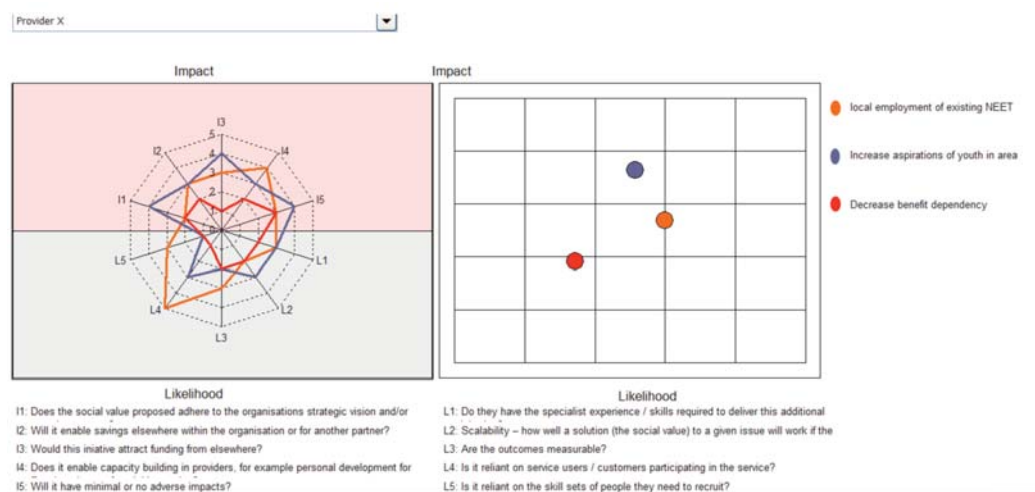 Provider X
Impact
Impact
I3
5
I2
I4
4
3
I1
I5
2
1
0
L5
L1
L4
L2
L3
local employment of existing NEET
Increase aspirations of youth in area
Decrease benefit dependency
Likelihood
Likelihood
I1: Does the social value proposed adhere to the organisations strategic vision and/or
I2: Will it enable savings elsewhere within the organisation or for another partner?
I3: Would this iniative attract funding from elsewhere?
I4: Does it enable capacity building in providers, for example personal development for
I5: Will it have minimal or no adverse impacts?
L1: Do they have the specialist experience / skills required to deliver this additional
L2: Scalability – how well a solution (the social value) to a given issue will work if the
L3: Are the outcomes measurable?
L4: Is it reliant on service users / customers participating in the service?
L5: Is it reliant on the skill sets of people they need to recruit?